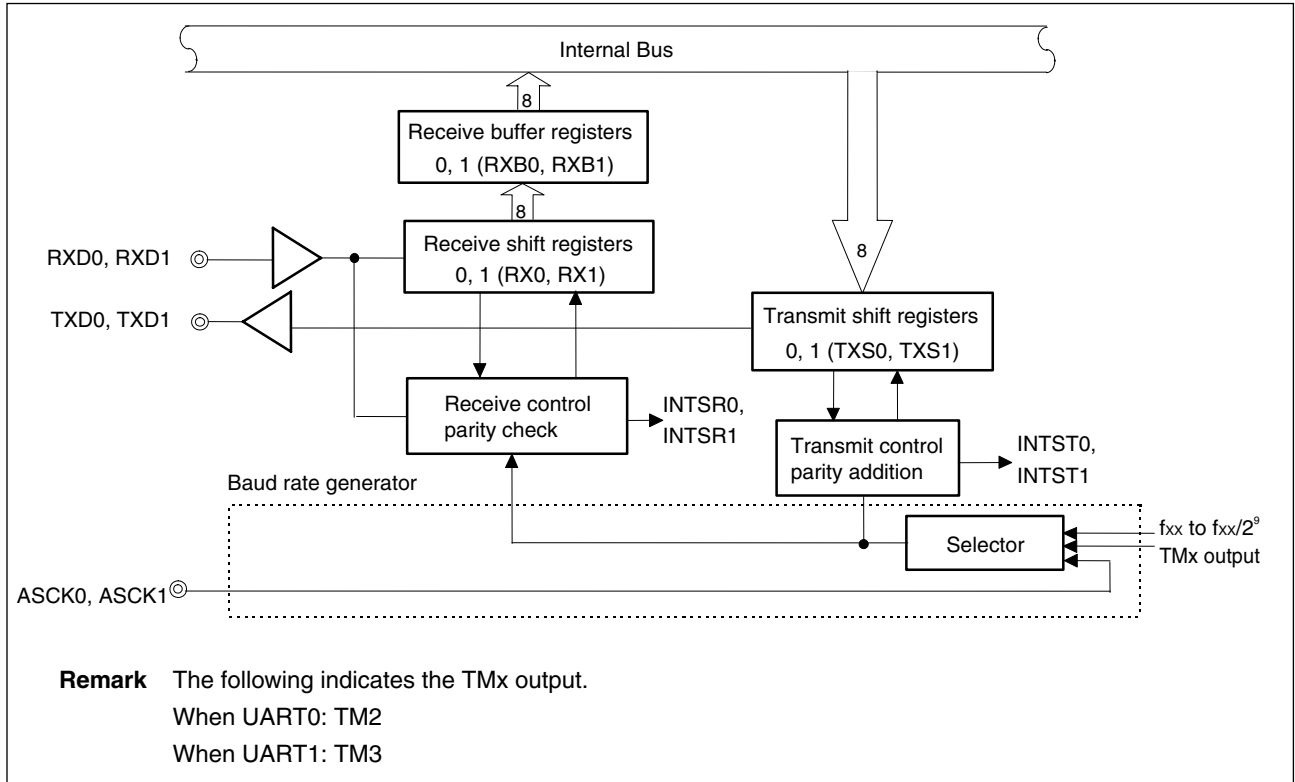 Internal Bus
8
Receive buffer registers
0, 1 (RXB0, RXB1)
8
Receive shift registers
0, 1 (RX0, RX1)
RXD0, RXD1
TXD0, TXD1
8
Transmit shift registers
0, 1 (TXS0, TXS1)
Receive control
parity check
INTSR0,
INTSR1
Transmit control
parity addition
INTST0,
INTST1
Baud rate generator
Selector
fxx to fxx/2⁹
TMx output
ASCK0, ASCK1
Remark The following indicates the TMx output.
When UART0: TM2
When UART1: TM3